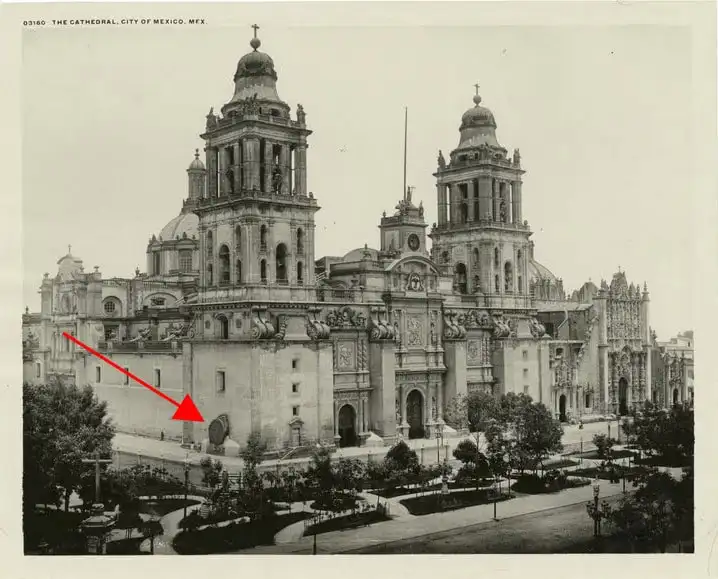 03160 THE CATHEDRAL, CITY OF MEXICO, MEX.